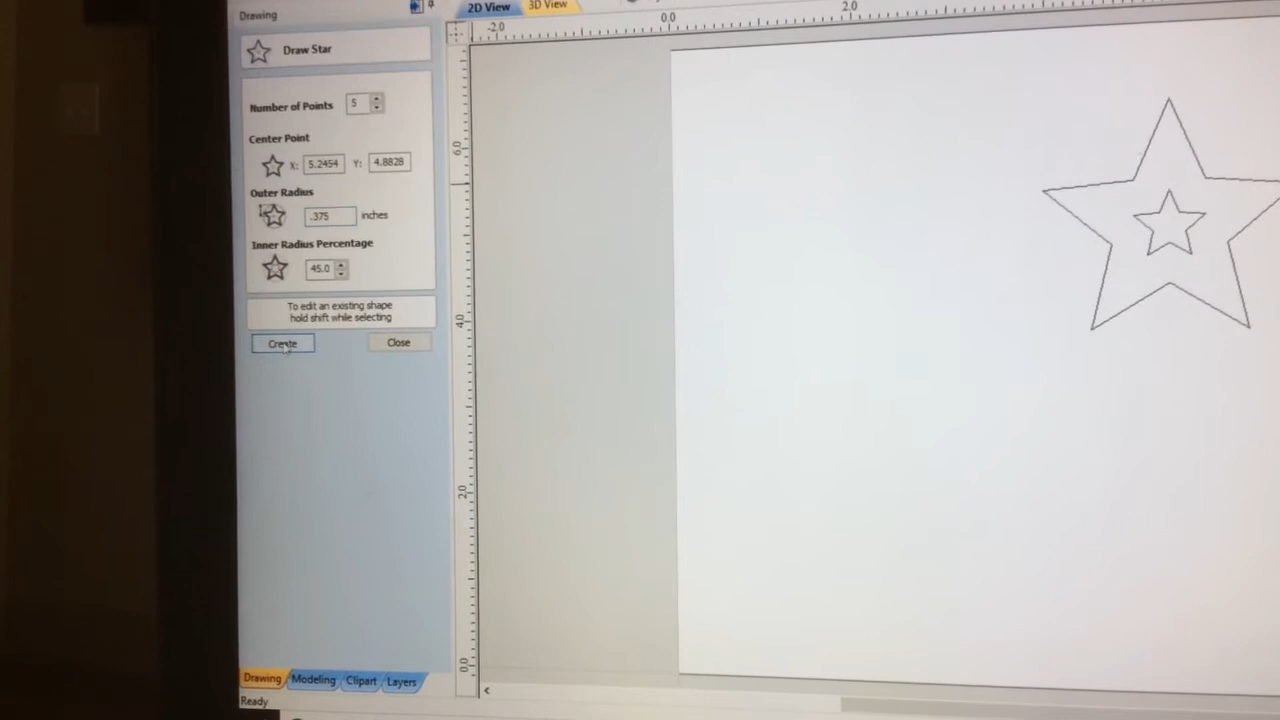 Drawing
2D View
3D View
-2.0
0.0
2.0
Draw Star
Number of Points 5
Center Point
X: 5.2454 Y: 4.8828
Outer Radius
.375 inches
Inner Radius Percentage
45.0
To edit an existing shape
hold shift while selecting
Create Close
6.0
4.0
2.0
0.0
Drawing Modeling Clipart Layers
Ready